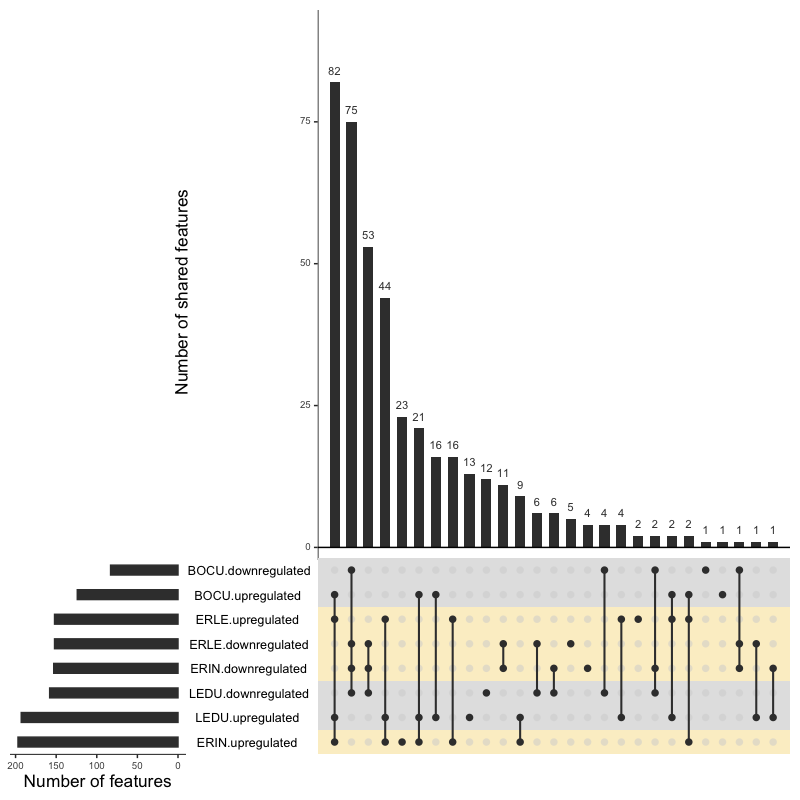 82
75
53
44
23
21
16
16
13
12
11
9
6
6
5
4
4
4
2
2
2
2
1
1
1
1
1
75
50
25
0
Number of shared features
BOCU.downregulated
BOCU.upregulated
ERLE.upregulated
ERLE.downregulated
ERIN.downregulated
LEDU.downregulated
LEDU.upregulated
ERIN.upregulated
200 150 100 50 0
Number of features